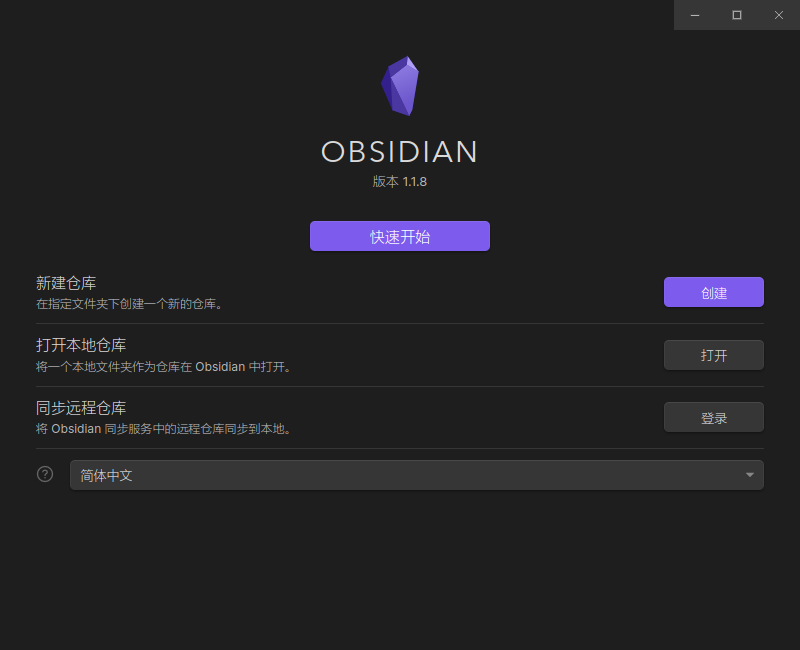 OBSIDIAN
版本 1.1.8
快速开始
新建仓库
在指定文件夹下创建一个新的仓库。
创建
打开本地仓库
将一个本地文件夹作为仓库在 Obsidian 中打开。
打开
同步远程仓库
将 Obsidian 同步服务中的远程仓库同步到本地。
登录
简体中文